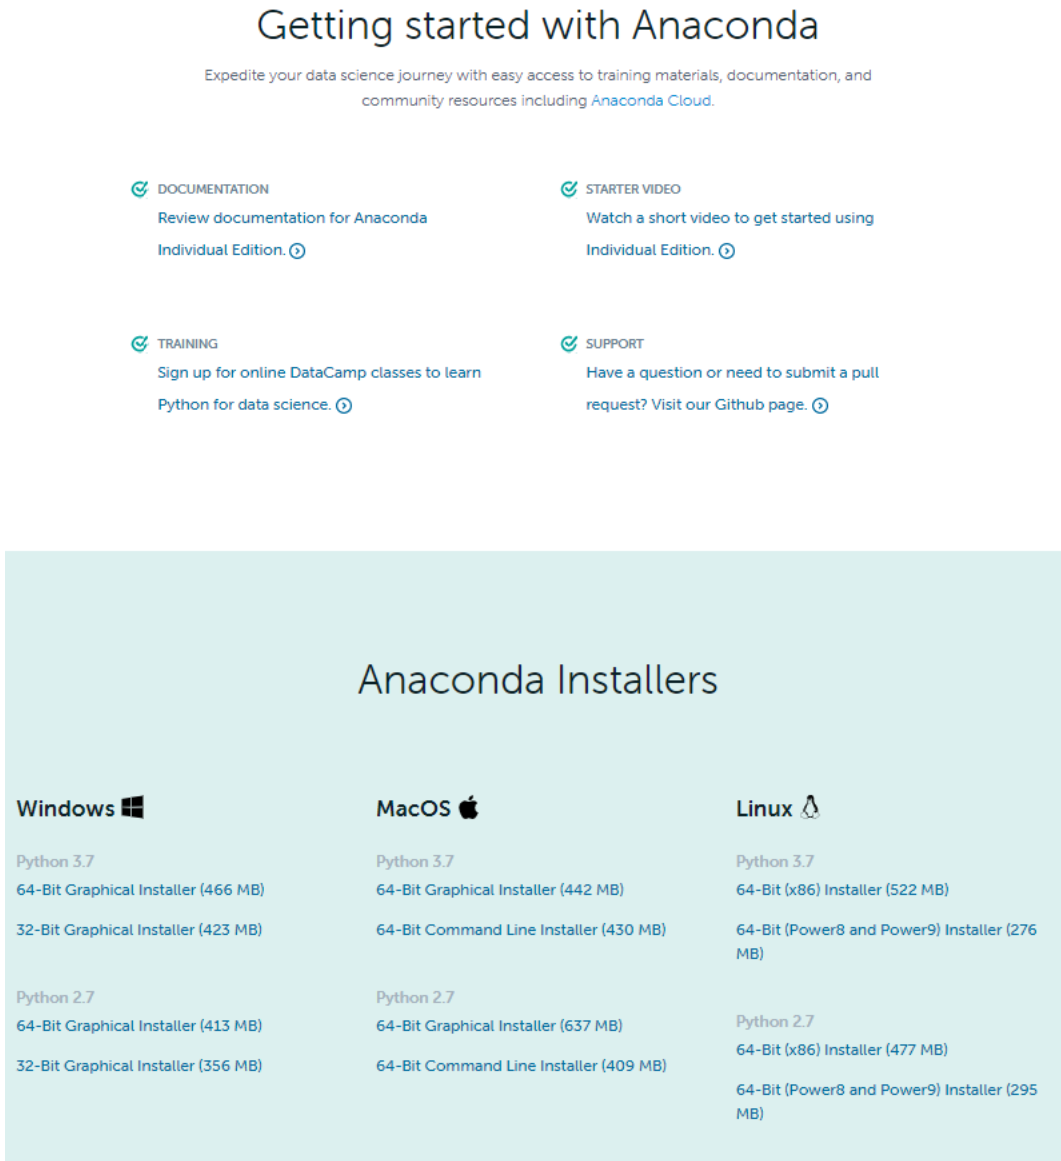 Getting started with Anaconda
Expedite your data science journey with easy access to training materials, documentation, and
community resources including Anaconda Cloud.
DOCUMENTATION
Review documentation for Anaconda
Individual Edition.
STARTER VIDEO
Watch a short video to get started using
Individual Edition.
TRAINING
Sign up for online DataCamp classes to learn
Python for data science.
SUPPORT
Have a question or need to submit a pull
request? Visit our Github page.
Anaconda Installers
Windows
Python 3.7
64-Bit Graphical Installer (466 MB)
32-Bit Graphical Installer (423 MB)
Python 2.7
64-Bit Graphical Installer (413 MB)
32-Bit Graphical Installer (356 MB)
MacOS
Python 3.7
64-Bit Graphical Installer (442 MB)
64-Bit Command Line Installer (430 MB)
Python 2.7
64-Bit Graphical Installer (637 MB)
64-Bit Command Line Installer (409 MB)
Linux
Python 3.7
64-Bit (x86) Installer (522 MB)
64-Bit (Power8 and Power9) Installer (276
MB)
Python 2.7
64-Bit (x86) Installer (477 MB)
64-Bit (Power8 and Power9) Installer (295
MB)